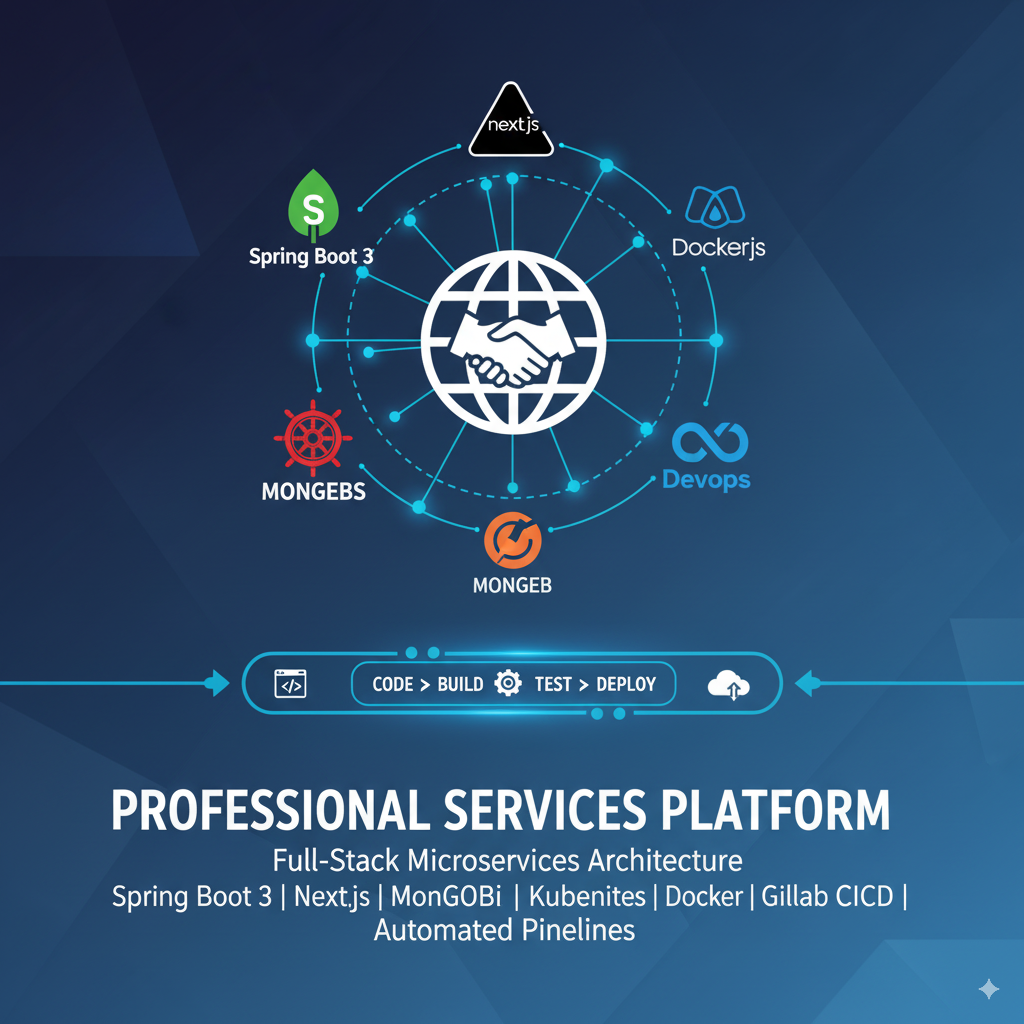 nextjs
S
Spring Boot 3
Dockerjs
MONGEBS
Devops
MONGEB
</> CODE > BUILD TEST > DEPLOY
PROFESSIONAL SERVICES PLATFORM
Full-Stack Microservices Architecture
Spring Boot 3 | Next.js | MonGOBi | Kubenites | Docker | Gillab CICD |
Automated Pinelines